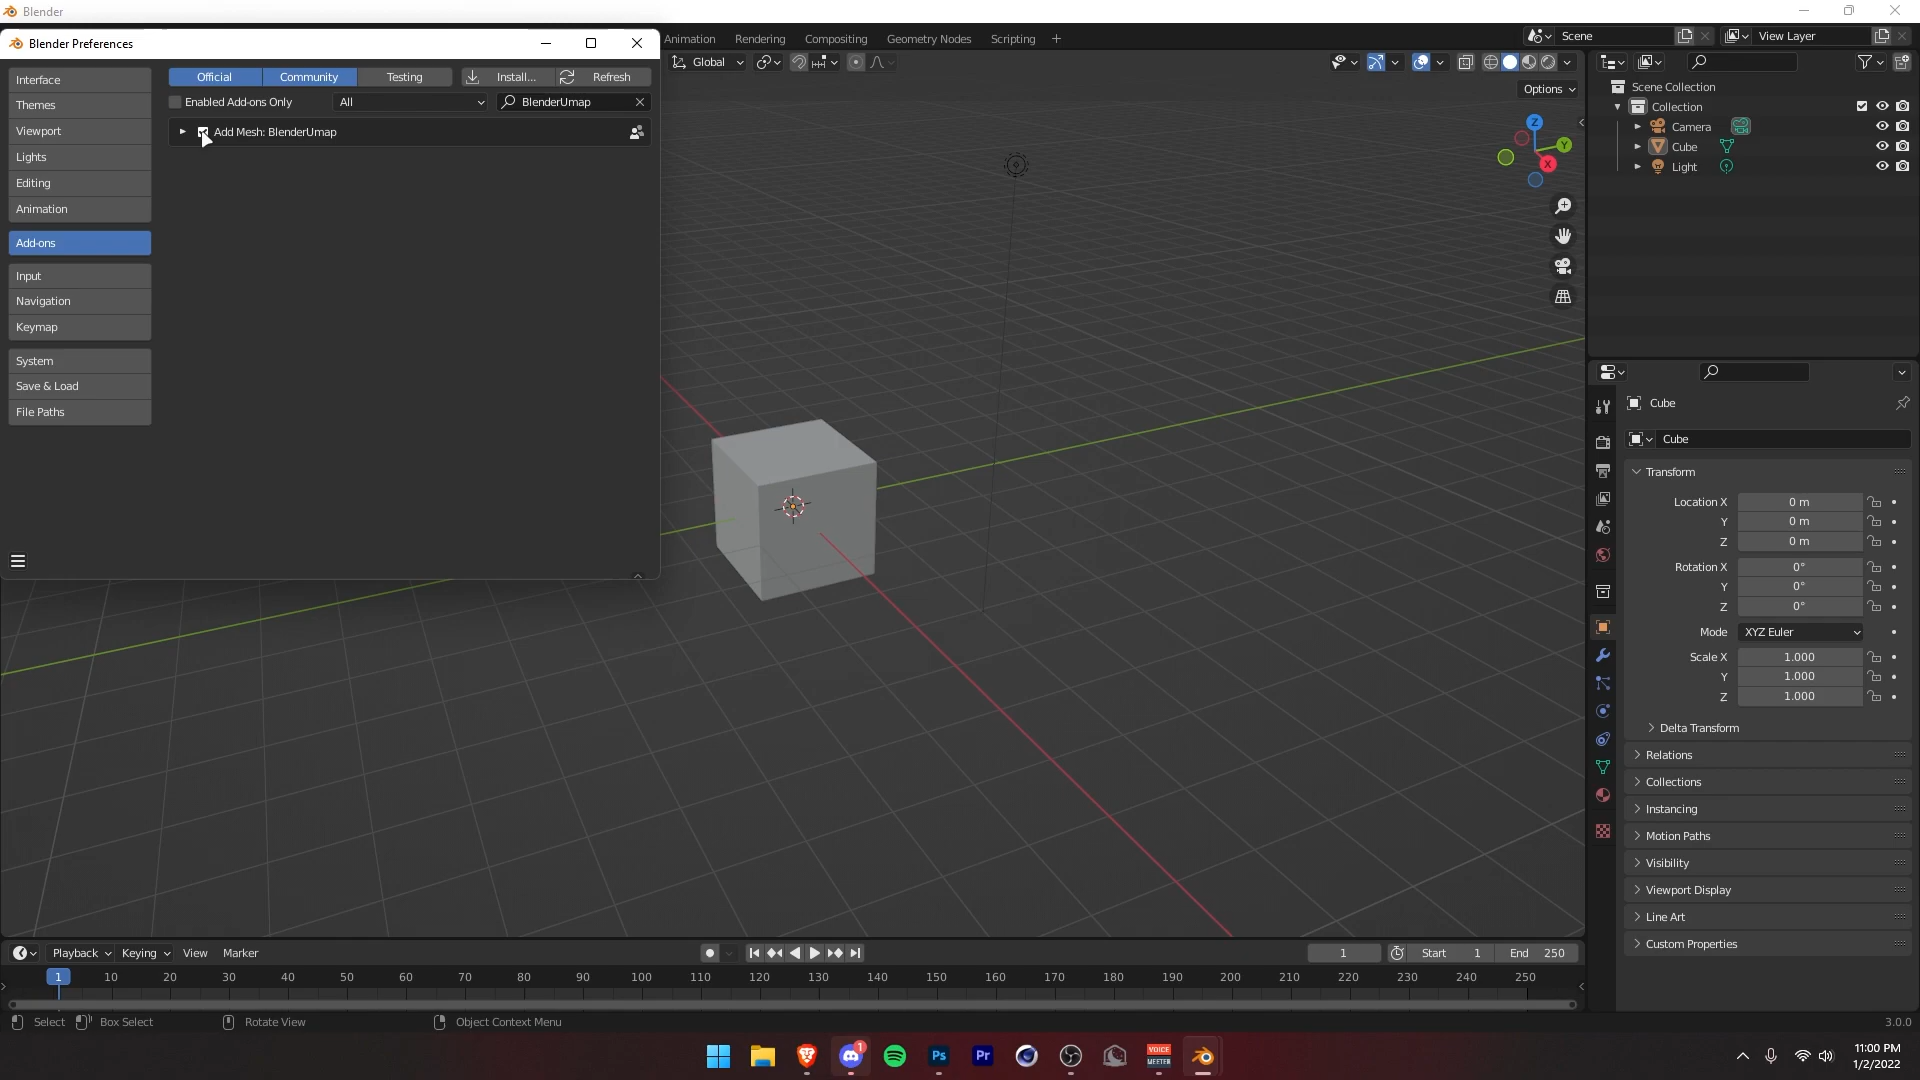 Blender
Blender Preferences
Animation Rendering Compositing Geometry Nodes Scripting +
Scene
View Layer
Interface
Themes
Viewport
Lights
Editing
Animation
Add-ons
Input
Navigation
Keymap
System
Save & Load
File Paths
Official Community Testing Install... Refresh
Enabled Add-ons Only All BlenderUmap
Add Mesh: BlenderUmap
Global
Options
Z
Y
X
Scene Collection
Collection
Camera
Cube
Light
Cube
Cube
Transform
Location X 0 m
Y 0 m
Z 0 m
Rotation X 0°
Y 0°
Z 0°
Mode XYZ Euler
Scale X 1.000
Y 1.000
Z 1.000
Delta Transform
Relations
Collections
Instancing
Motion Paths
Visibility
Viewport Display
Line Art
Custom Properties
Playback Keying View Marker
1 Start 1 End 250
1 10 20 30 40 50 60 70 80 90 100 110 120 130 140 150 160 170 180 190 200 210 220 230 240 250
Select Box Select Rotate View Object Context Menu 3.0.0
1
Ps
Pr
VOICE
MEETER
11:00 PM
1/2/2022